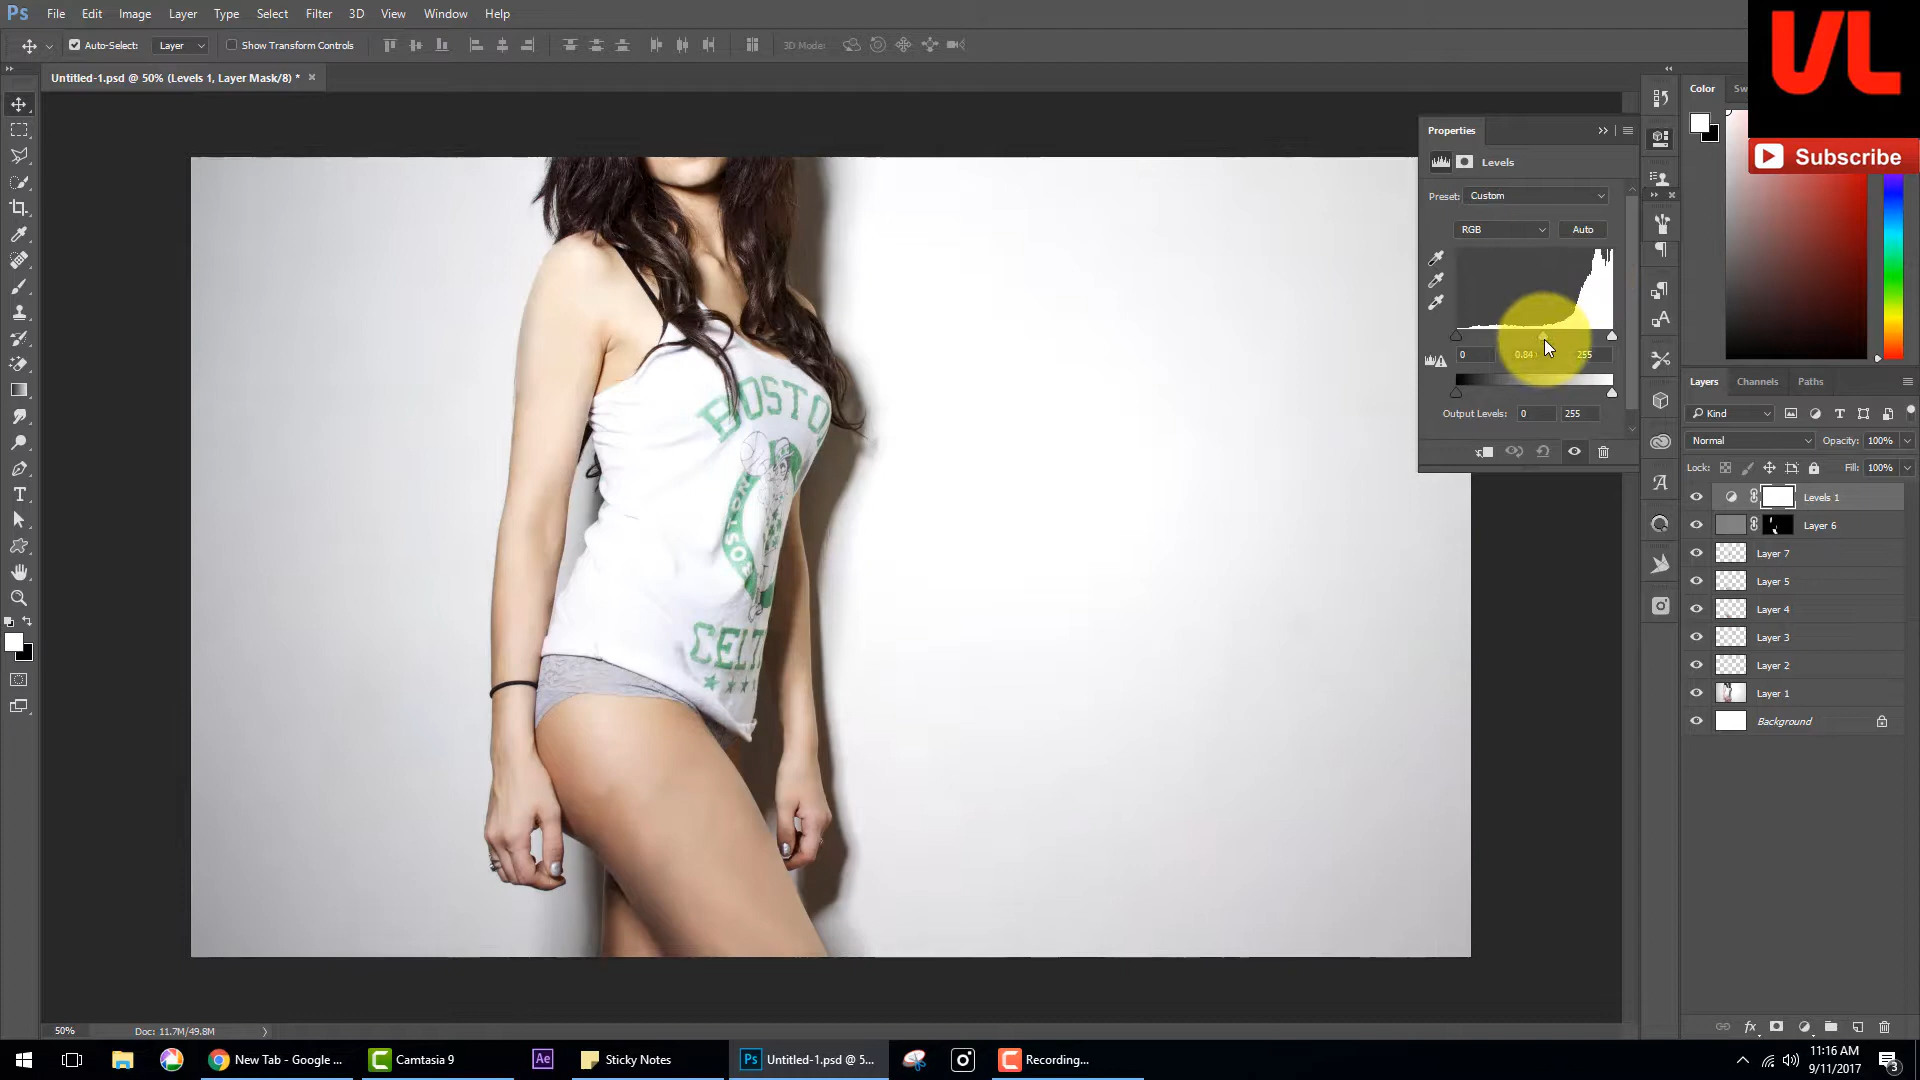 Ps File Edit Image Layer Type Select Filter 3D View Window Help
Auto-Select: Layer Show Transform Controls 3D Mode:
Untitled-1.psd @ 50% (Levels 1, Layer Mask/8) *
VL
Subscribe
Color
Properties
Levels
Preset: Custom
RGB Auto
0 0.84 255
Output Levels: 0 255
Layers Channels Paths
Kind
Normal Opacity: 100%
Lock: Fill: 100%
Levels 1
Layer 6
Layer 7
Layer 5
Layer 4
Layer 3
Layer 2
Layer 1
Background
BOSTO
CELT
50% Doc: 11.7M/49.8M
New Tab - Google ...
Camtasia 9
Ae
Sticky Notes
Ps Untitled-1.psd @ 5...
Recording...
11:16 AM
9/11/2017
3